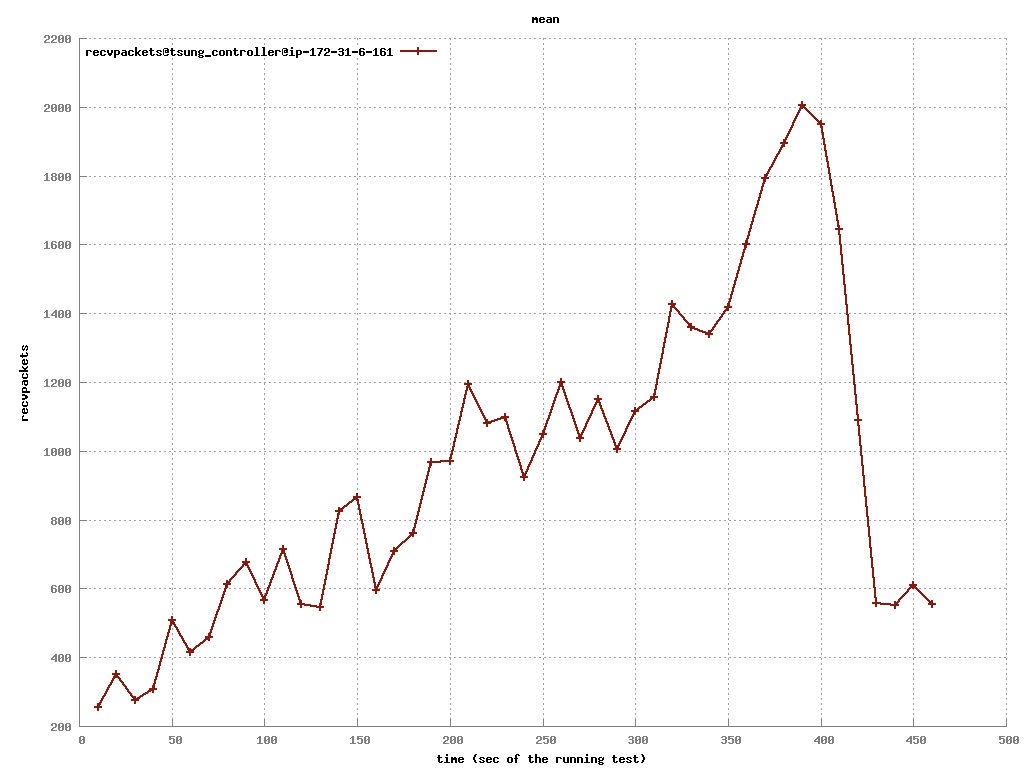 mean
2200
recvpackets@tsung_controller@ip-172-31-6-161
2000
1800
1600
1400
1200
1000
800
600
400
200
recvpackets
0 50 100 150 200 250 300 350 400 450 500
time (sec of the running test)